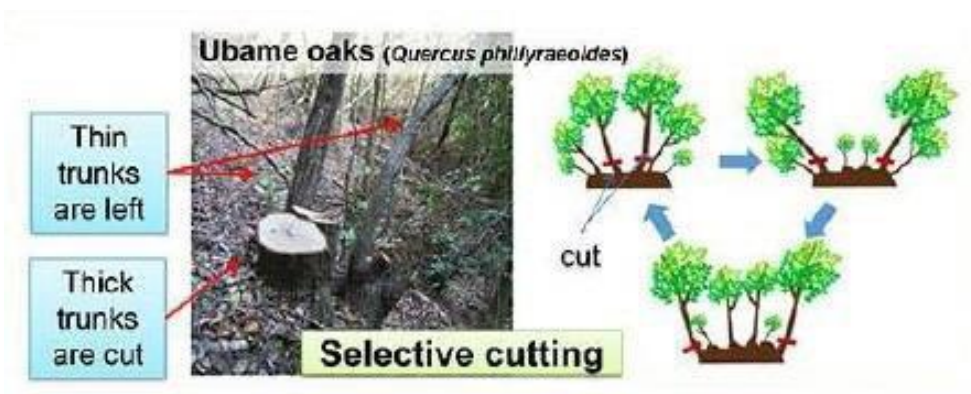 Ubame oaks (Quercus phillyraeoides)
Thin
trunks
are left
Thick
trunks
are cut
cut
Selective cutting